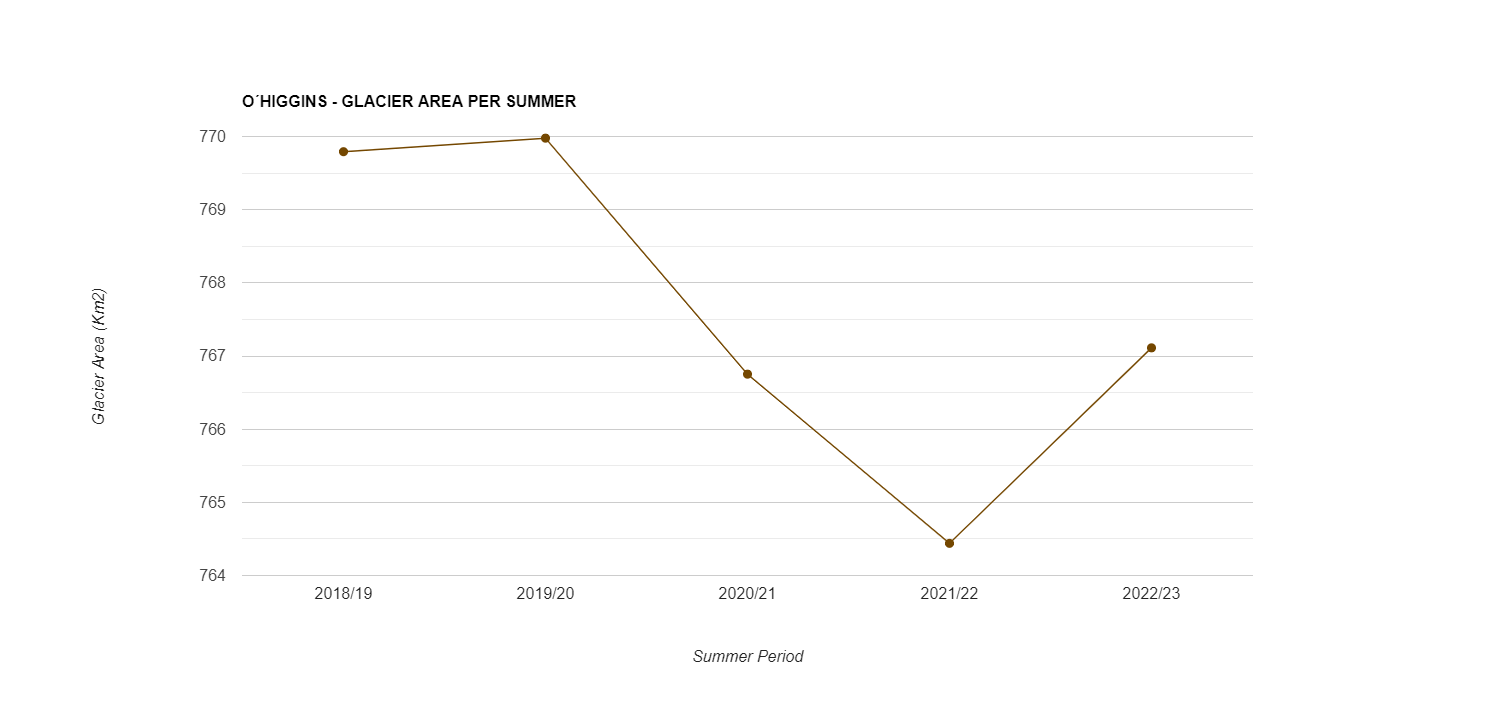 O´HIGGINS - GLACIER AREA PER SUMMER
770
769
768
767
766
765
764
Glacier Area (Km2)
2018/19 2019/20 2020/21 2021/22 2022/23
Summer Period